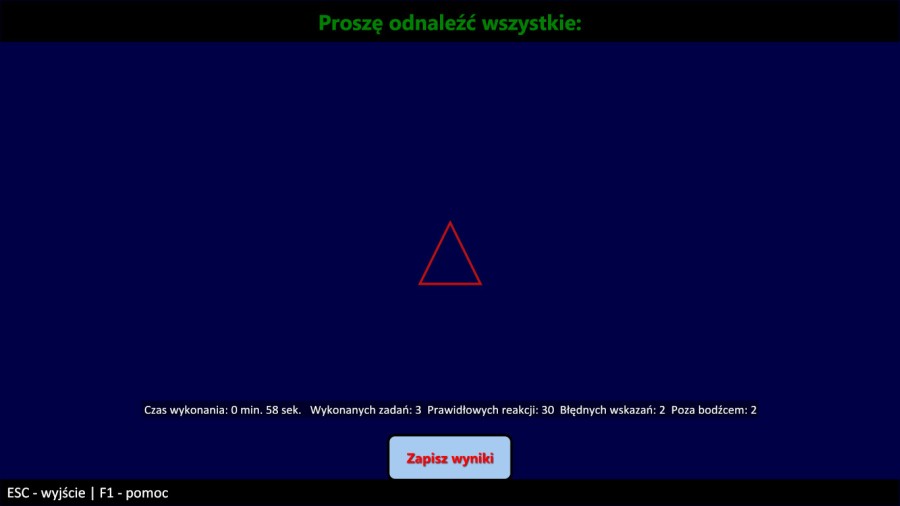 Proszę odnaleźć wszystkie:
Czas wykonania: 0 min. 58 sek. Wykonanych zadań: 3 Prawidłowych reakcji: 30 Błędnych wskazań: 2 Poza bodźcem: 2
Zapisz wyniki
ESC - wyjście | F1 - pomoc